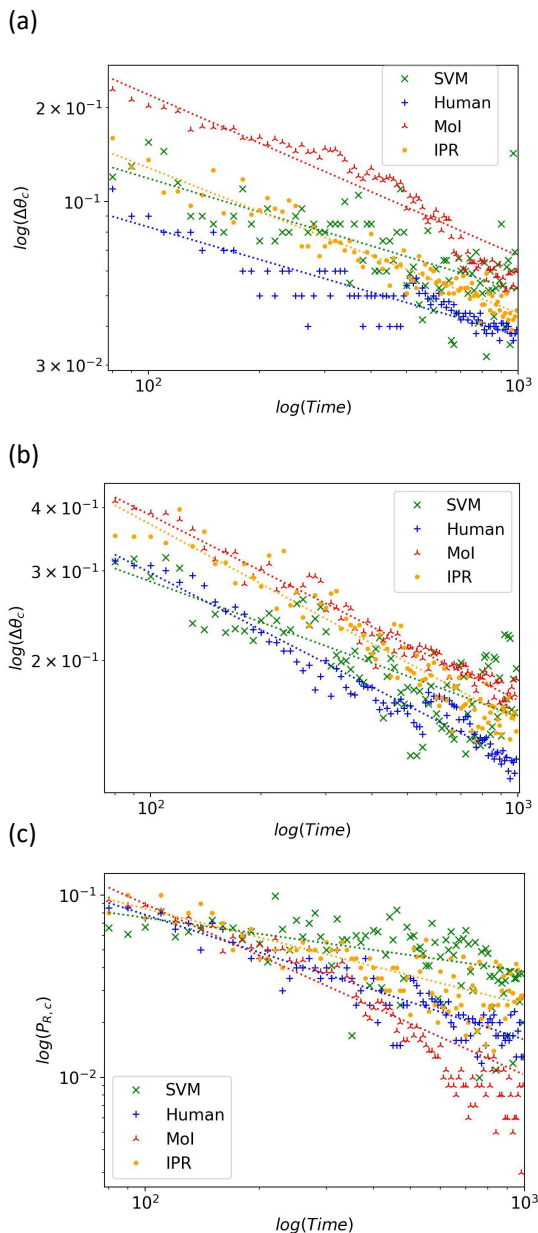 (a)
2 × 10⁻¹
10⁻¹
3 × 10⁻²
log(Δθc)
SVM
Human
MoI
IPR
10²
10³
log(Time)
(b)
4 × 10⁻¹
3 × 10⁻¹
2 × 10⁻¹
log(Δθc)
SVM
Human
MoI
IPR
10²
10³
log(Time)
(c)
10⁻¹
10⁻²
log(PR,c)
SVM
Human
MoI
IPR
10²
10³
log(Time)